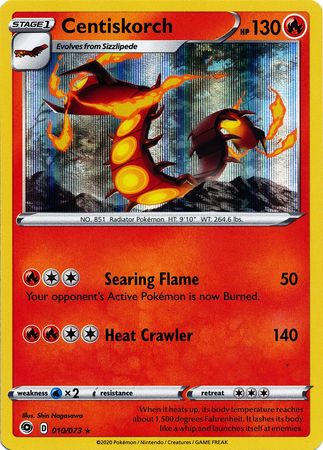 STAGE 1 Centiskorch HP 130
Evolves from Sizzlipede
NO. 851 Radiator Pokémon HT: 9'10" WT: 264.6 lbs.
Searing Flame 50
Your opponent's Active Pokémon is now Burned.
Heat Crawler 140
weakness ×2 resistance retreat
Illus. Shin Nagasawa
D 010/073 ★
When it heats up, its body temperature reaches
about 1,500 degrees Fahrenheit. It lashes its body
like a whip and launches itself at enemies.
©2020 Pokémon / Nintendo / Creatures / GAME FREAK